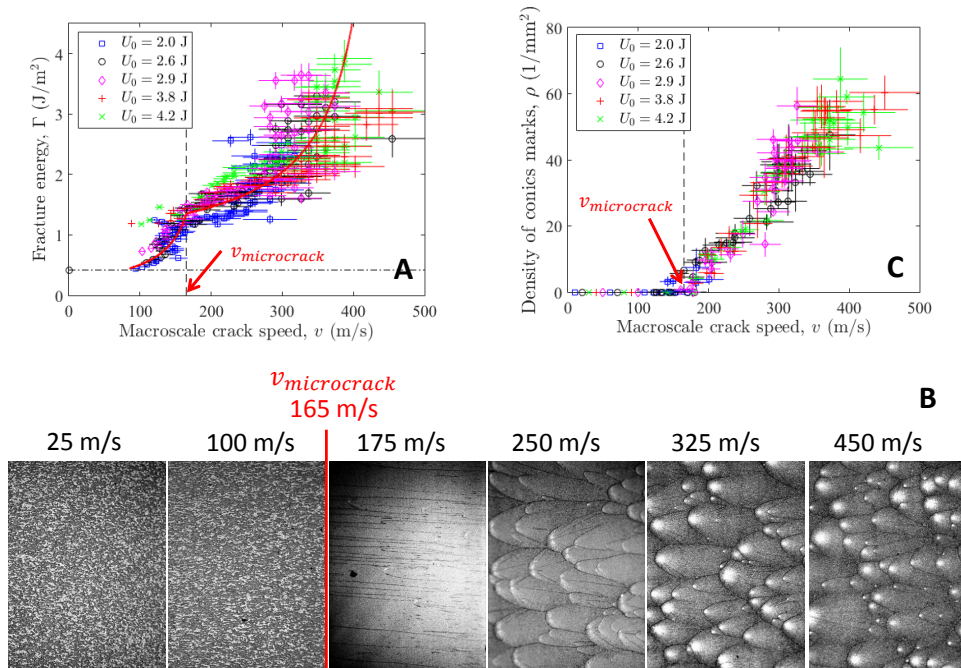 U₀ = 2.0 J
U₀ = 2.6 J
U₀ = 2.9 J
U₀ = 3.8 J
U₀ = 4.2 J
Fracture energy, Γ (J/m²)
4
3
2
1
0
0 100 200 300 400 500
Macroscale crack speed, v (m/s)
v_microcrack
A
U₀ = 2.0 J
U₀ = 2.6 J
U₀ = 2.9 J
U₀ = 3.8 J
U₀ = 4.2 J
Density of conics marks, ρ (1/mm²)
80
60
40
20
0
0 100 200 300 400 500
Macroscale crack speed, v (m/s)
v_microcrack
C
v_microcrack
165 m/s
B
25 m/s 100 m/s 175 m/s 250 m/s 325 m/s 450 m/s